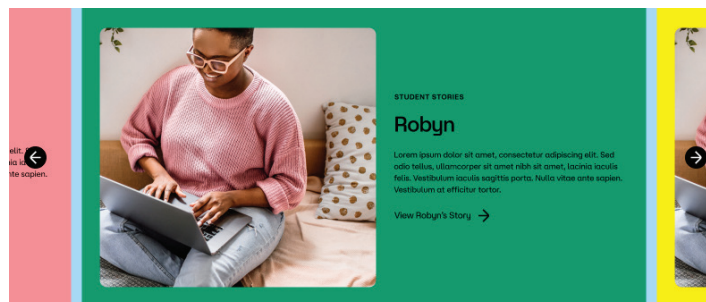 elit.
nte sapien.
STUDENT STORIES
Robyn
Lorem ipsum dolor sit amet, consectetur adipiscing elit. Sed
odio tellus, ullamcorper sit amet nibh sit amet, lacinia iaculis
felis. Vestibulum iaculis sagittis porta. Nulla vitae ante sapien.
Vestibulum at efficitur tortor.
View Robyn's Story